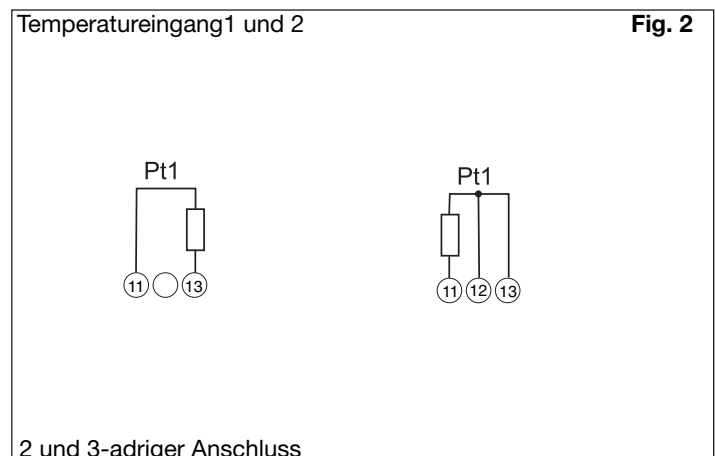 Temperatureingang1 und 2 Fig. 2
Pt1 Pt1
11 13 11 12 13
2 und 3-adriger Anschluss